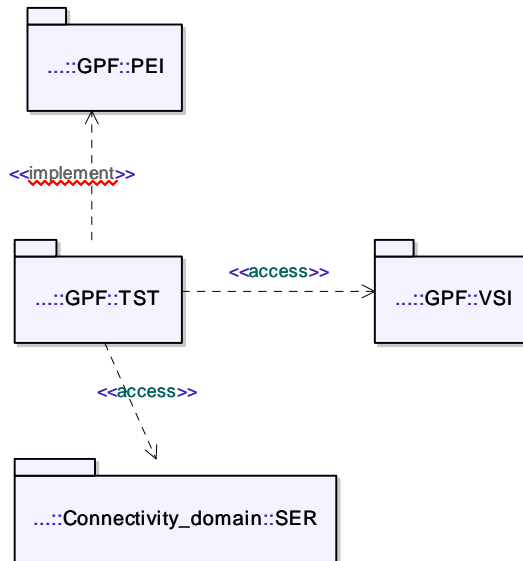 ...::GPF::PEI
<<implement>>
<<access>>
...::GPF::TST
...::GPF::VSI
<<access>>
...::Connectivity_domain::SER